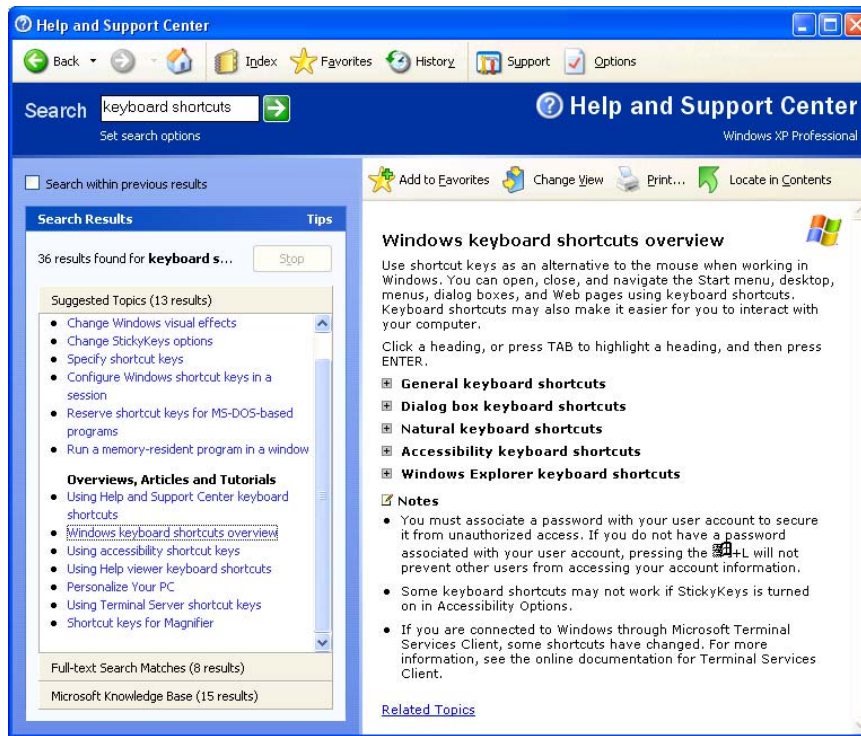 Help and Support Center
Back
Index
Favorites
History
Support
Options
Search
keyboard shortcuts
Set search options
Help and Support Center
Windows XP Professional
Search within previous results
Search Results
Tips
36 results found for keyboard s...
Stop
Suggested Topics (13 results)
Change Windows visual effects
Change StickyKeys options
Specify shortcut keys
Configure Windows shortcut keys in a
session
Reserve shortcut keys for MS-DOS-based
programs
Run a memory-resident program in a window
Overviews, Articles and Tutorials
Using Help and Support Center keyboard
shortcuts
Windows keyboard shortcuts overview
Using accessibility shortcut keys
Using Help viewer keyboard shortcuts
Personalize Your PC
Using Terminal Server shortcut keys
Shortcut keys for Magnifier
Full-text Search Matches (8 results)
Microsoft Knowledge Base (15 results)
Add to Favorites
Change View
Print...
Locate in Contents
Windows keyboard shortcuts overview
Use shortcut keys as an alternative to the mouse when working in
Windows. You can open, close, and navigate the Start menu, desktop,
menus, dialog boxes, and Web pages using keyboard shortcuts.
Keyboard shortcuts may also make it easier for you to interact with
your computer.
Click a heading, or press TAB to highlight a heading, and then press
ENTER.
General keyboard shortcuts
Dialog box keyboard shortcuts
Natural keyboard shortcuts
Accessibility keyboard shortcuts
Windows Explorer keyboard shortcuts
Notes
You must associate a password with your user account to secure
it from unauthorized access. If you do not have a password
associated with your user account, pressing the +L will not
prevent other users from accessing your account information.
Some keyboard shortcuts may not work if StickyKeys is turned
on in Accessibility Options.
If you are connected to Windows through Microsoft Terminal
Services Client, some shortcuts have changed. For more
information, see the online documentation for Terminal Services
Client.
Related Topics